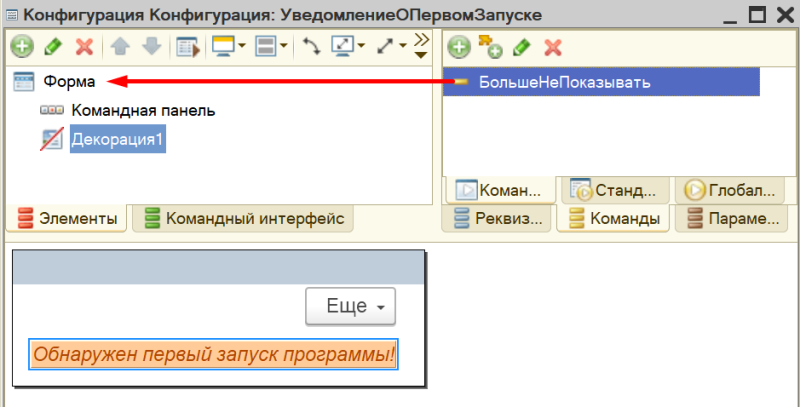 Конфигурация Конфигурация: УведомлениеОПервомЗапуске
Форма
Командная панель
Декорация1
Элементы
Командный интерфейс
БольшеНеПоказывать
Коман...
Станд...
Глобал...
Реквиз...
Команды
Параме...
Еще
Обнаружен первый запуск программы!